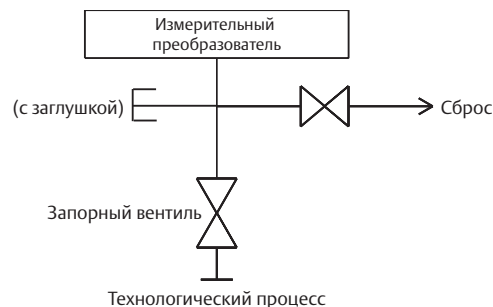 Измерительный
преобразователь
(с заглушкой)
Сброс
Запорный вентиль
Технологический процесс